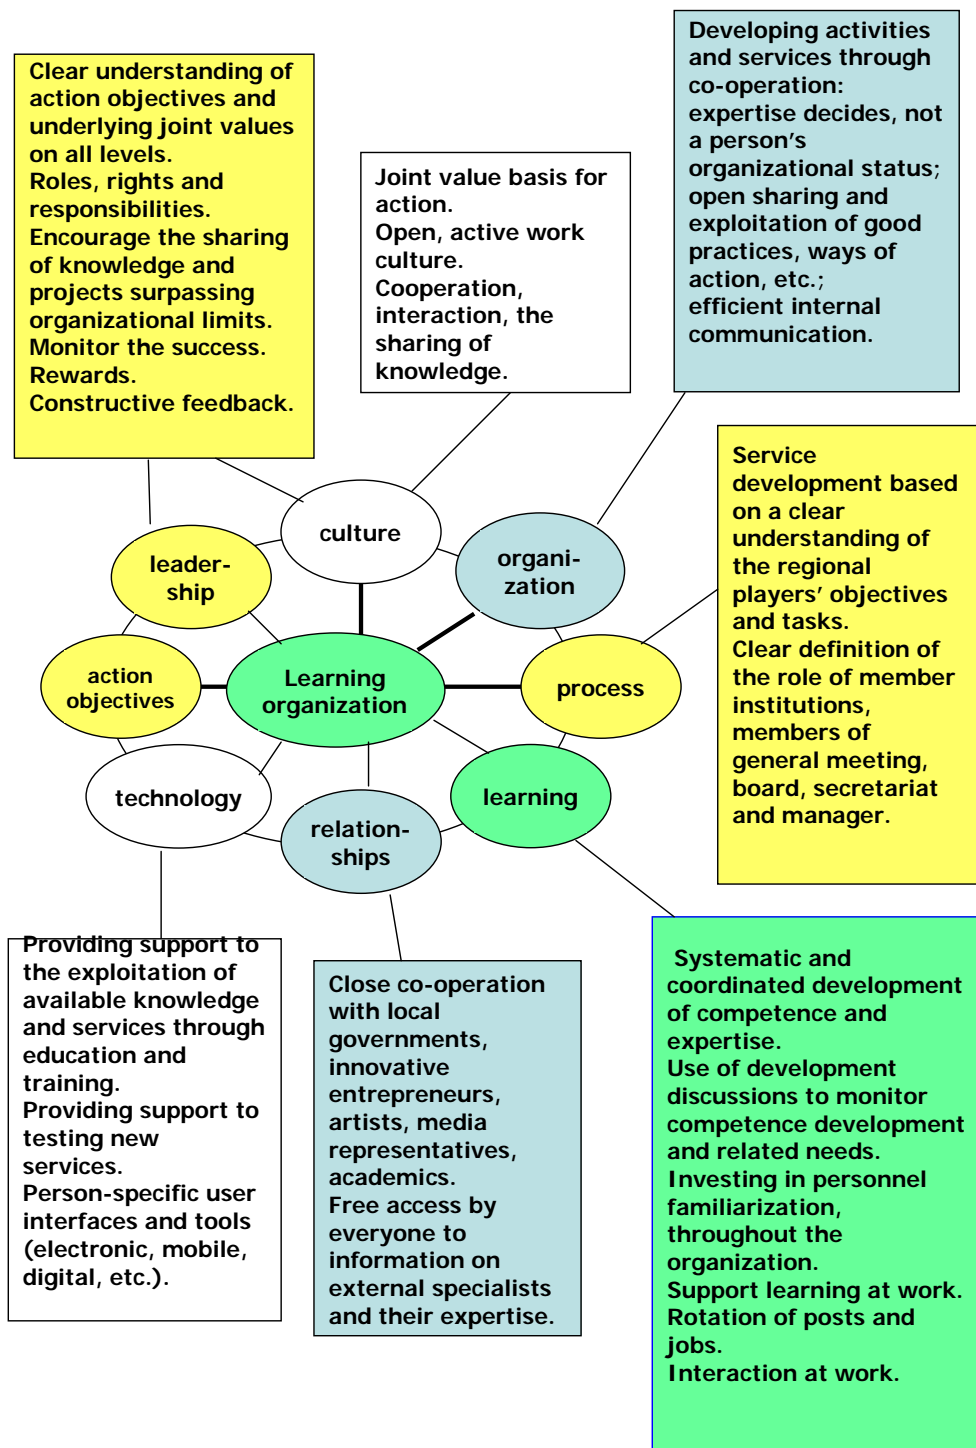 Clear understanding of
action objectives and
underlying joint values
on all levels.
Roles, rights and
responsibilities.
Encourage the sharing
of knowledge and
projects surpassing
organizational limits.
Monitor the success.
Rewards.
Constructive feedback.
Joint value basis for
action.
Open, active work
culture.
Cooperation,
interaction, the
sharing of
knowledge.
Developing activities
and services through
co-operation:
expertise decides, not
a person's
organizational status;
open sharing and
exploitation of good
practices, ways of
action, etc.;
efficient internal
communication.
Service
development based
on a clear
understanding of
the regional
players' objectives
and tasks.
Clear definition of
the role of member
institutions,
members of
general meeting,
board, secretariat
and manager.
culture
leader-
ship
organi-
zation
action
objectives
Learning
organization
process
technology
relation-
ships
learning
Providing support to
the exploitation of
available knowledge
and services through
education and
training.
Providing support to
testing new
services.
Person-specific user
interfaces and tools
(electronic, mobile,
digital, etc.).
Close co-operation
with local
governments,
innovative
entrepreneurs,
artists, media
representatives,
academics.
Free access by
everyone to
information on
external specialists
and their expertise.
Systematic and
coordinated development
of competence and
expertise.
Use of development
discussions to monitor
competence development
and related needs.
Investing in personnel
familiarization,
throughout the
organization.
Support learning at work.
Rotation of posts and
jobs.
Interaction at work.